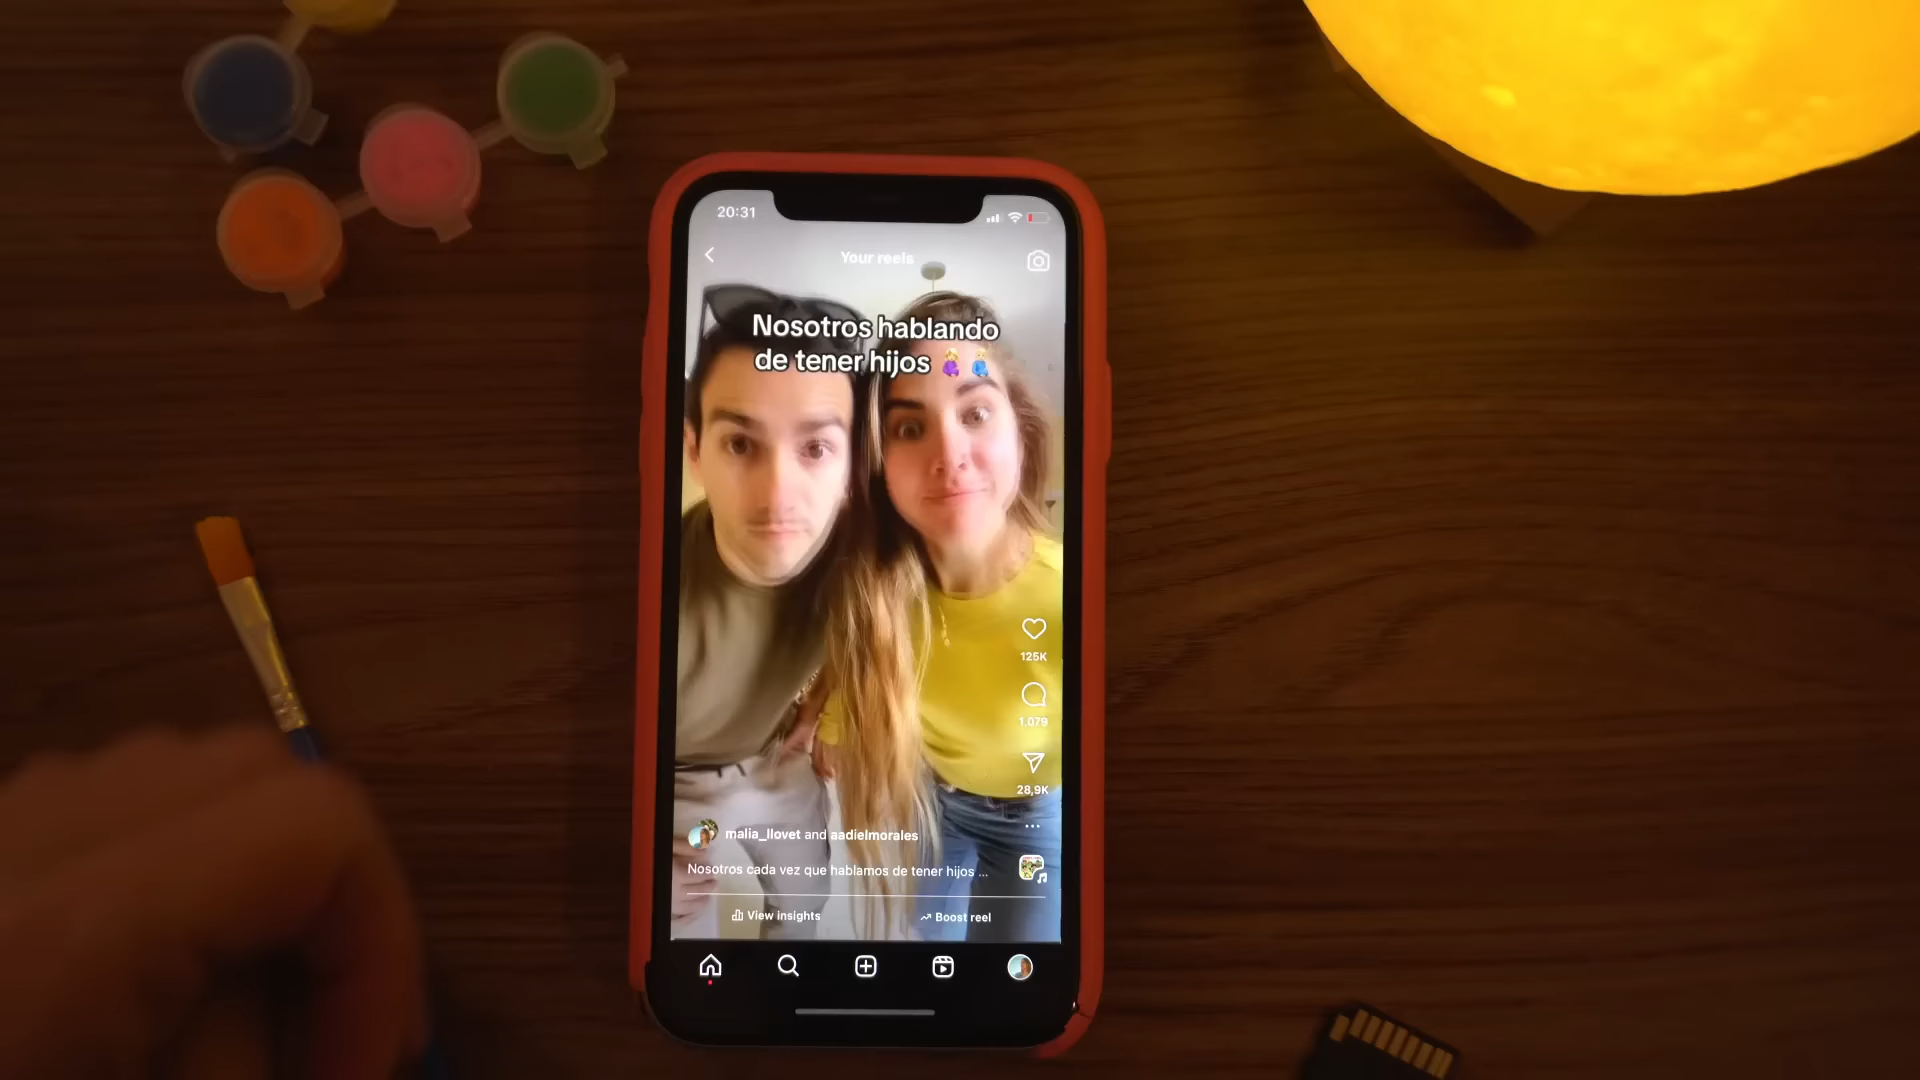 20:31
Your reels
Nosotros hablando
de tener hijos 🤰🫃
125K
1.079
28,9K
malia_llovet and aadielmorales
Nosotros cada vez que hablamos de tener hijos ...
View insights
Boost reel